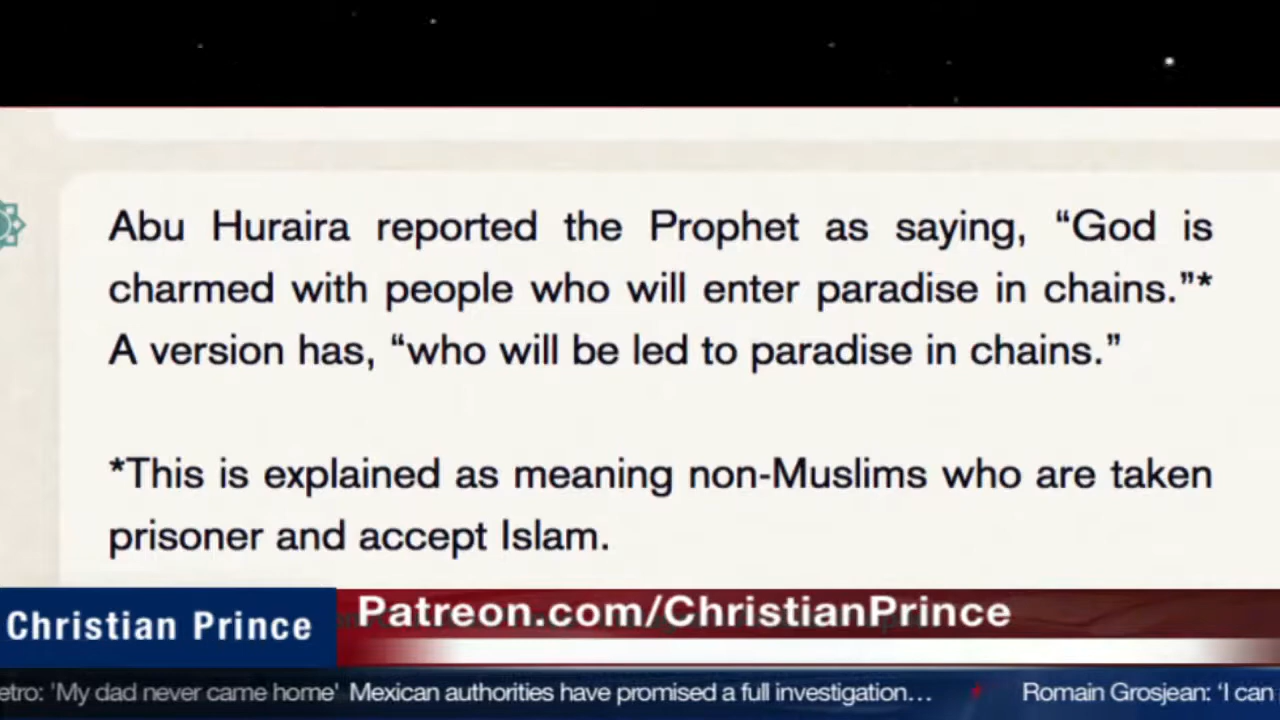 Abu Huraira reported the Prophet as saying, “God is
charmed with people who will enter paradise in chains.”*
A version has, “who will be led to paradise in chains.”
*This is explained as meaning non-Muslims who are taken
prisoner and accept Islam.
Christian Prince
Patreon.com/ChristianPrince
etro: 'My dad never came home' Mexican authorities have promised a full investigation... Romain Grosjean: ‘I can